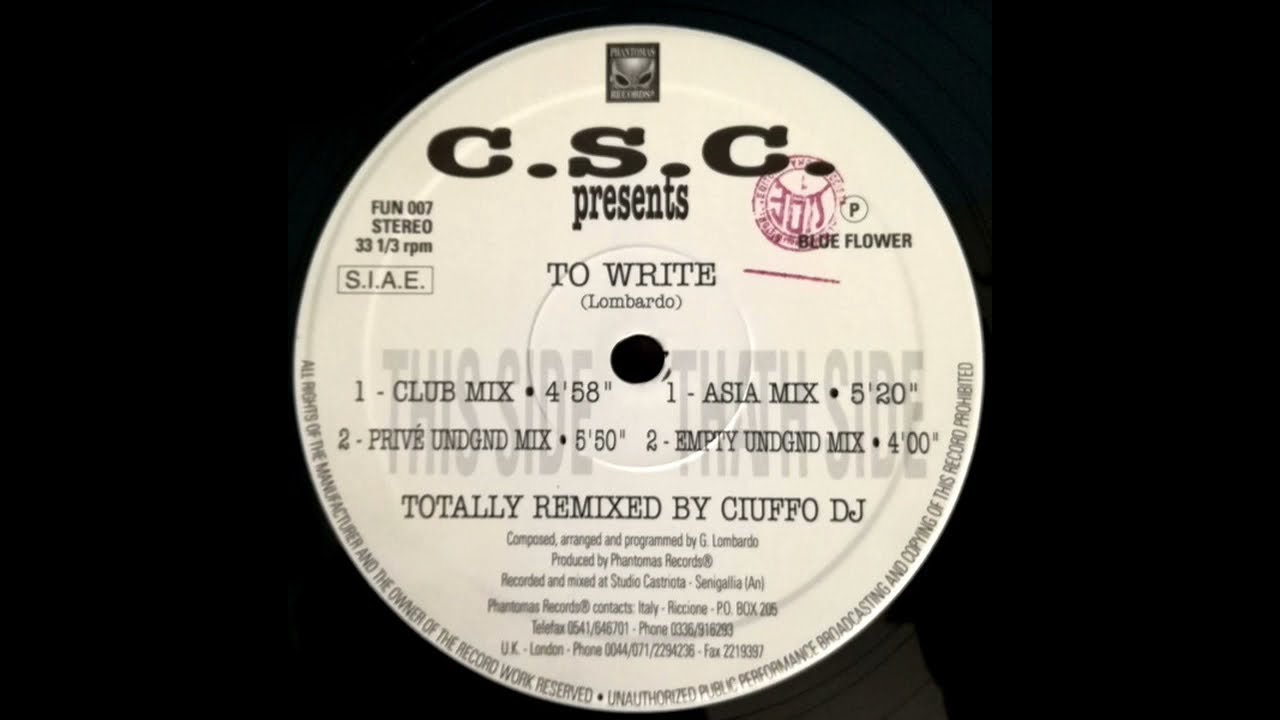 PHANTOMAS
RECORDS®
C.S.C.
presents
FUN 007
STEREO
33 1/3 rpm
S.I.A.E.
P
BLUE FLOWER
TO WRITE
(Lombardo)
THIS SIDE
SIDE
1 - CLUB MIX • 4'58"
2 - PRIVÉ UNDGND MIX • 5'50"
1 - ASIA MIX • 5'20"
2 - EMPTY UNDGND MIX • 4'00"
TOTALLY REMIXED BY CIUFFO DJ
Composed, arranged and programmed by G. Lombardo
Produced by Phantomas Records®
Recorded and mixed at Studio Castriota - Senigallia (An)
Phantomas Records® contacts: Italy - Riccione - P.O. BOX 205
Telefax 0541/646701 - Phone 0336/916293
U.K. - London - Phone 0044/071/2294236 - Fax 2219397
ALL RIGHTS OF THE MANUFACTURER AND THE OWNER OF THE RECORD WORK RESERVED • UNAUTHORIZED PUBLIC PERFORMANCE BROADCASTING AND COPYING OF THIS RECORD PROHIBITED